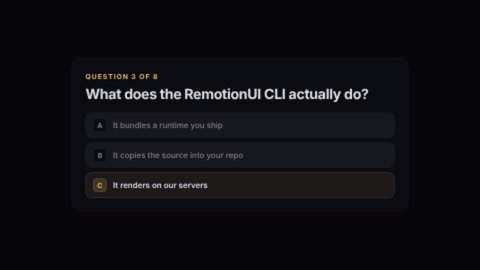 QUESTION 3 OF 8
What does the RemotionUI CLI actually do?
A It bundles a runtime you ship
B It copies the source into your repo
C It renders on our servers